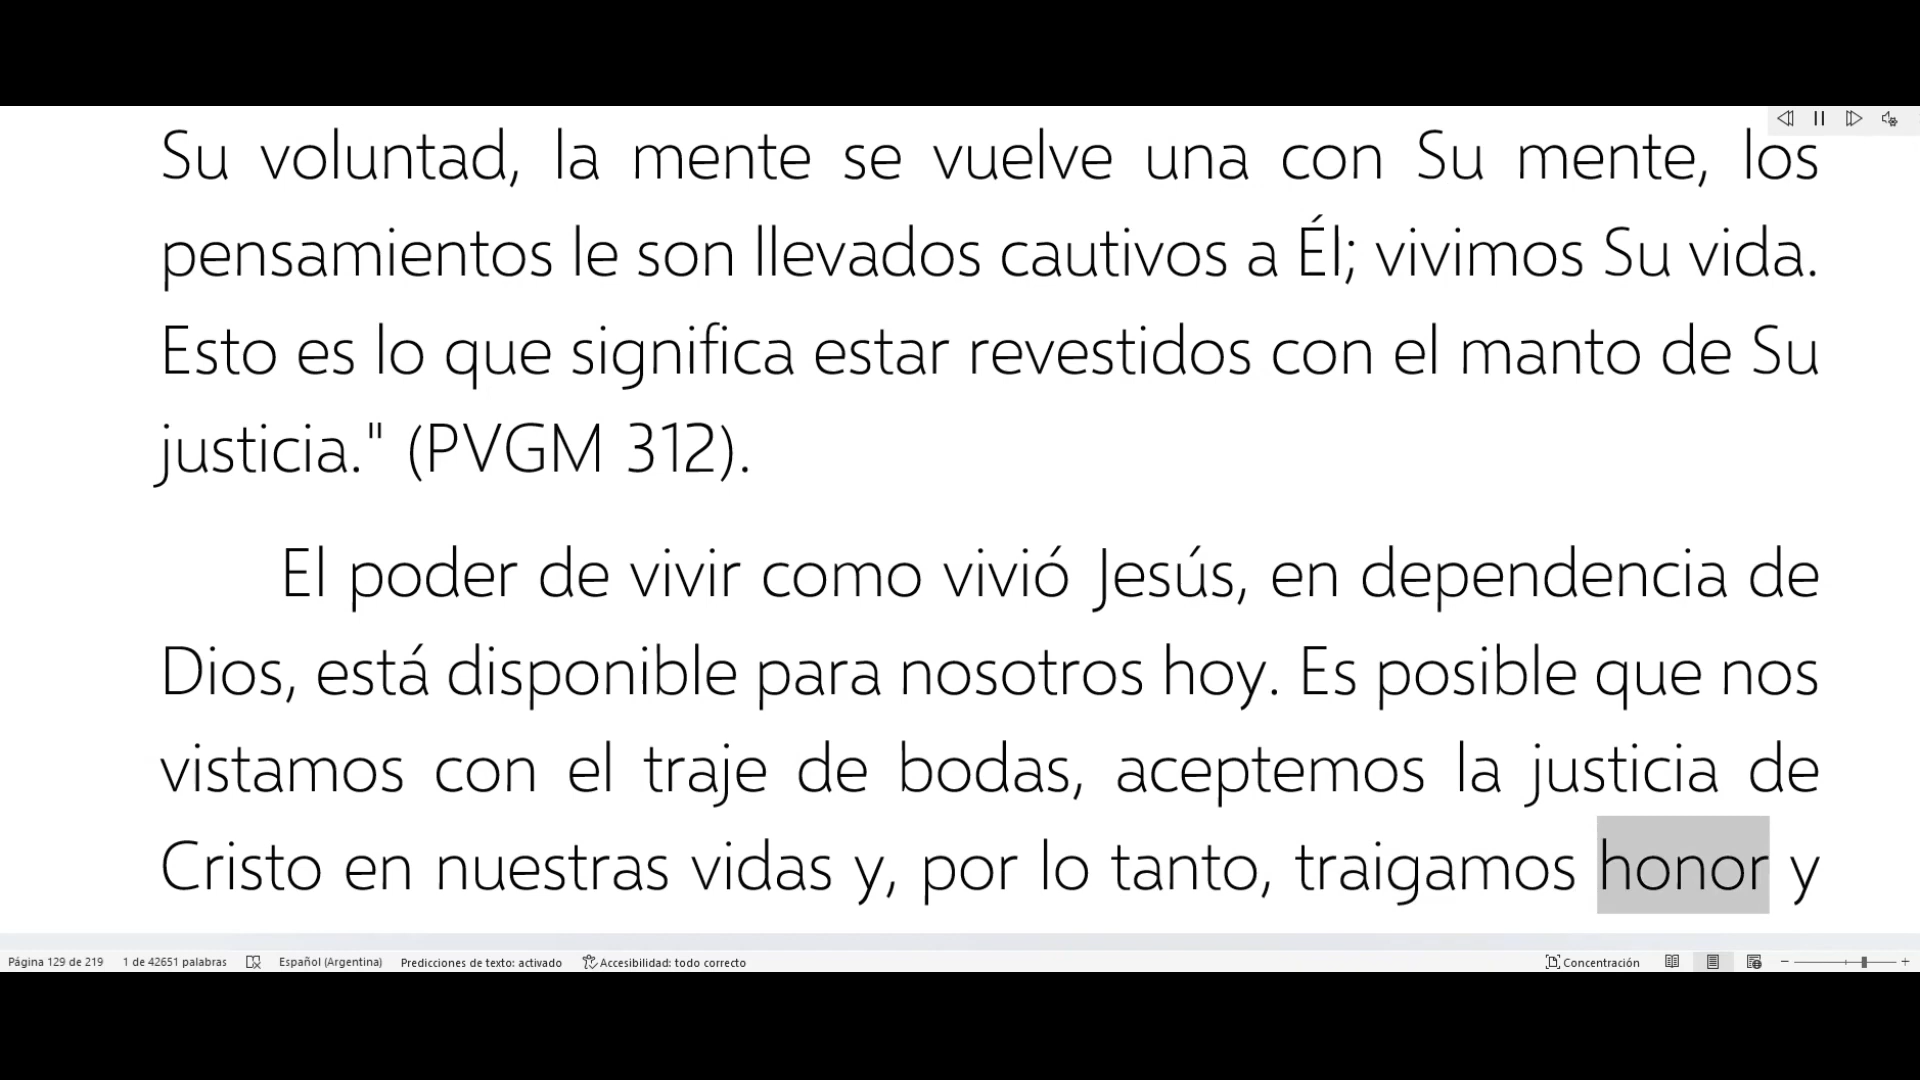 Su voluntad, la mente se vuelve una con Su mente, los
pensamientos le son llevados cautivos a Él; vivimos Su vida.
Esto es lo que significa estar revestidos con el manto de Su
justicia." (PVGM 312).
El poder de vivir como vivió Jesús, en dependencia de
Dios, está disponible para nosotros hoy. Es posible que nos
vistamos con el traje de bodas, aceptemos la justicia de
Cristo en nuestras vidas y, por lo tanto, traigamos honor y
Página 129 de 219 1 de 42651 palabras Español (Argentina) Predicciones de texto: activado Accesibilidad: todo correcto Concentración